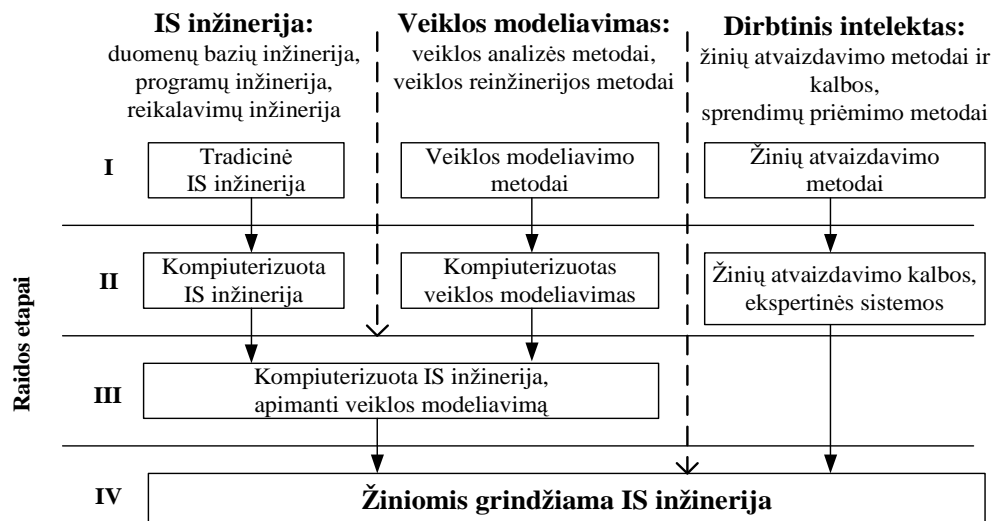 IS inžinerija:
duomenų bazių inžinerija,
programų inžinerija,
reikalavimų inžinerija
Veiklos modeliavimas:
veiklos analizės metodai,
veiklos reinžinerijos metodai
Dirbtinis intelektas:
žinių atvaizdavimo metodai ir
kalbos,
sprendimų priėmimo metodai
Raidos etapai
I
Tradicinė
IS inžinerija
Veiklos modeliavimo
metodai
Žinių atvaizdavimo
metodai
II
Kompiuterizuota
IS inžinerija
Kompiuterizuotas
veiklos modeliavimas
Žinių atvaizdavimo kalbos,
ekspertinės sistemos
III
Kompiuterizuota IS inžinerija,
apimanti veiklos modeliavimą
IV
Žiniomis grindžiama IS inžinerija